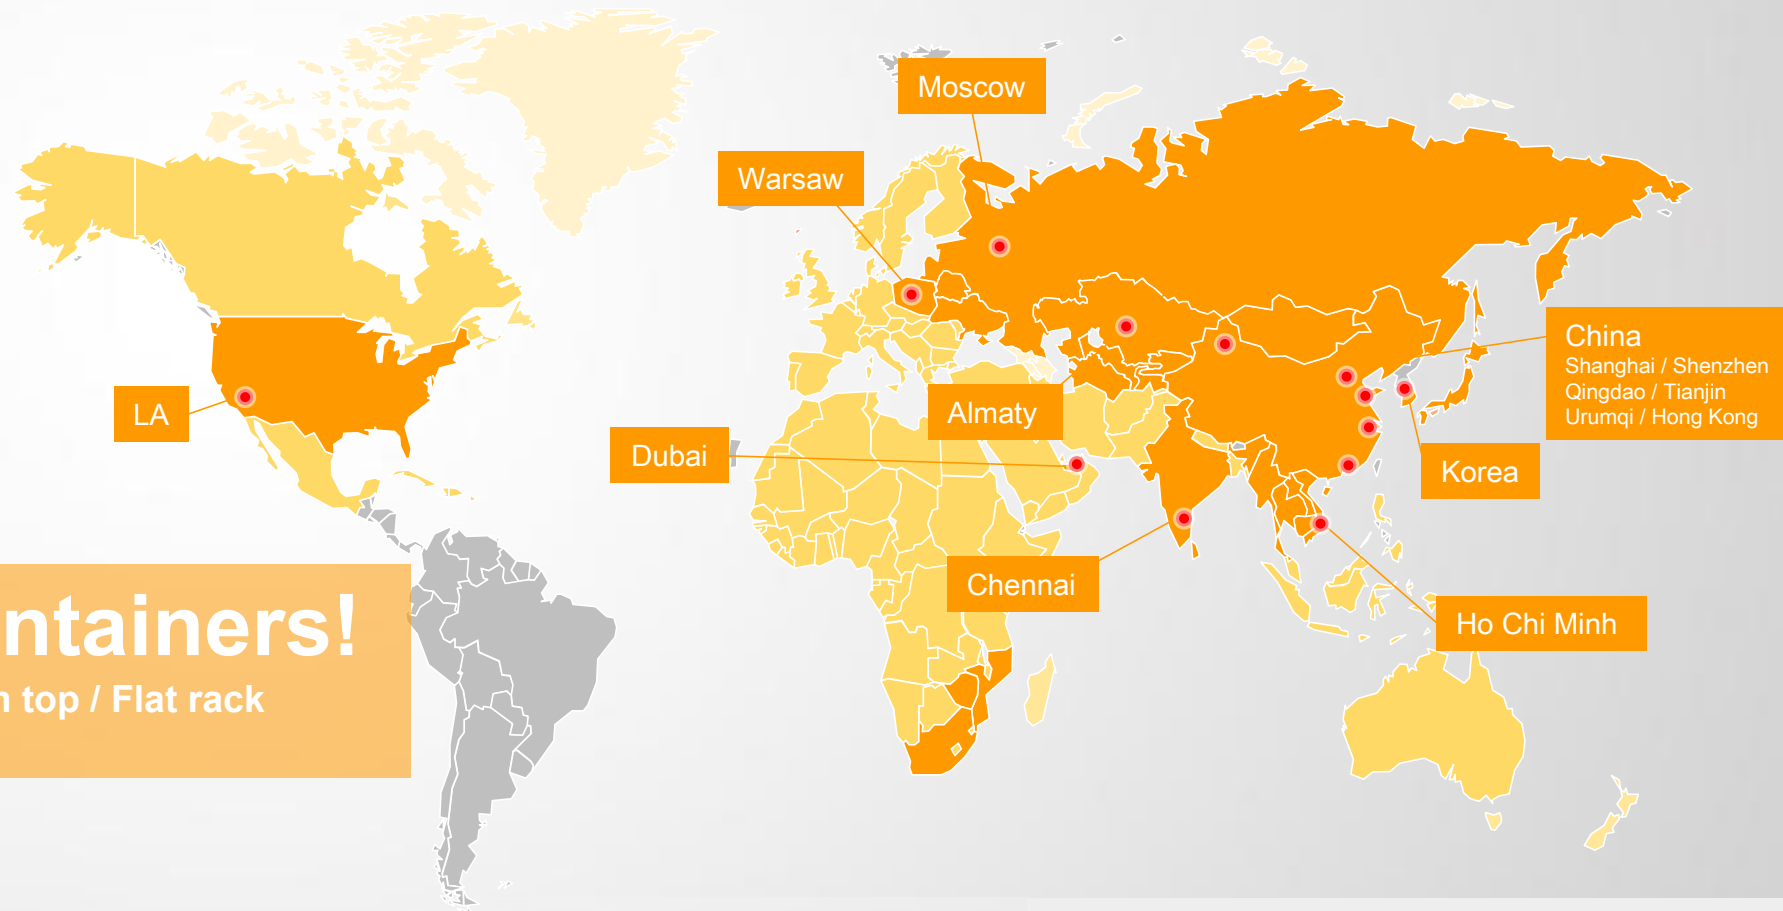 Moscow
Warsaw
China
Shanghai / Shenzhen
Qingdao / Tianjin
Urumqi / Hong Kong
LA
Almaty
Dubai
Korea
Chennai
ntainers!
top / Flat rack
Ho Chi Minh